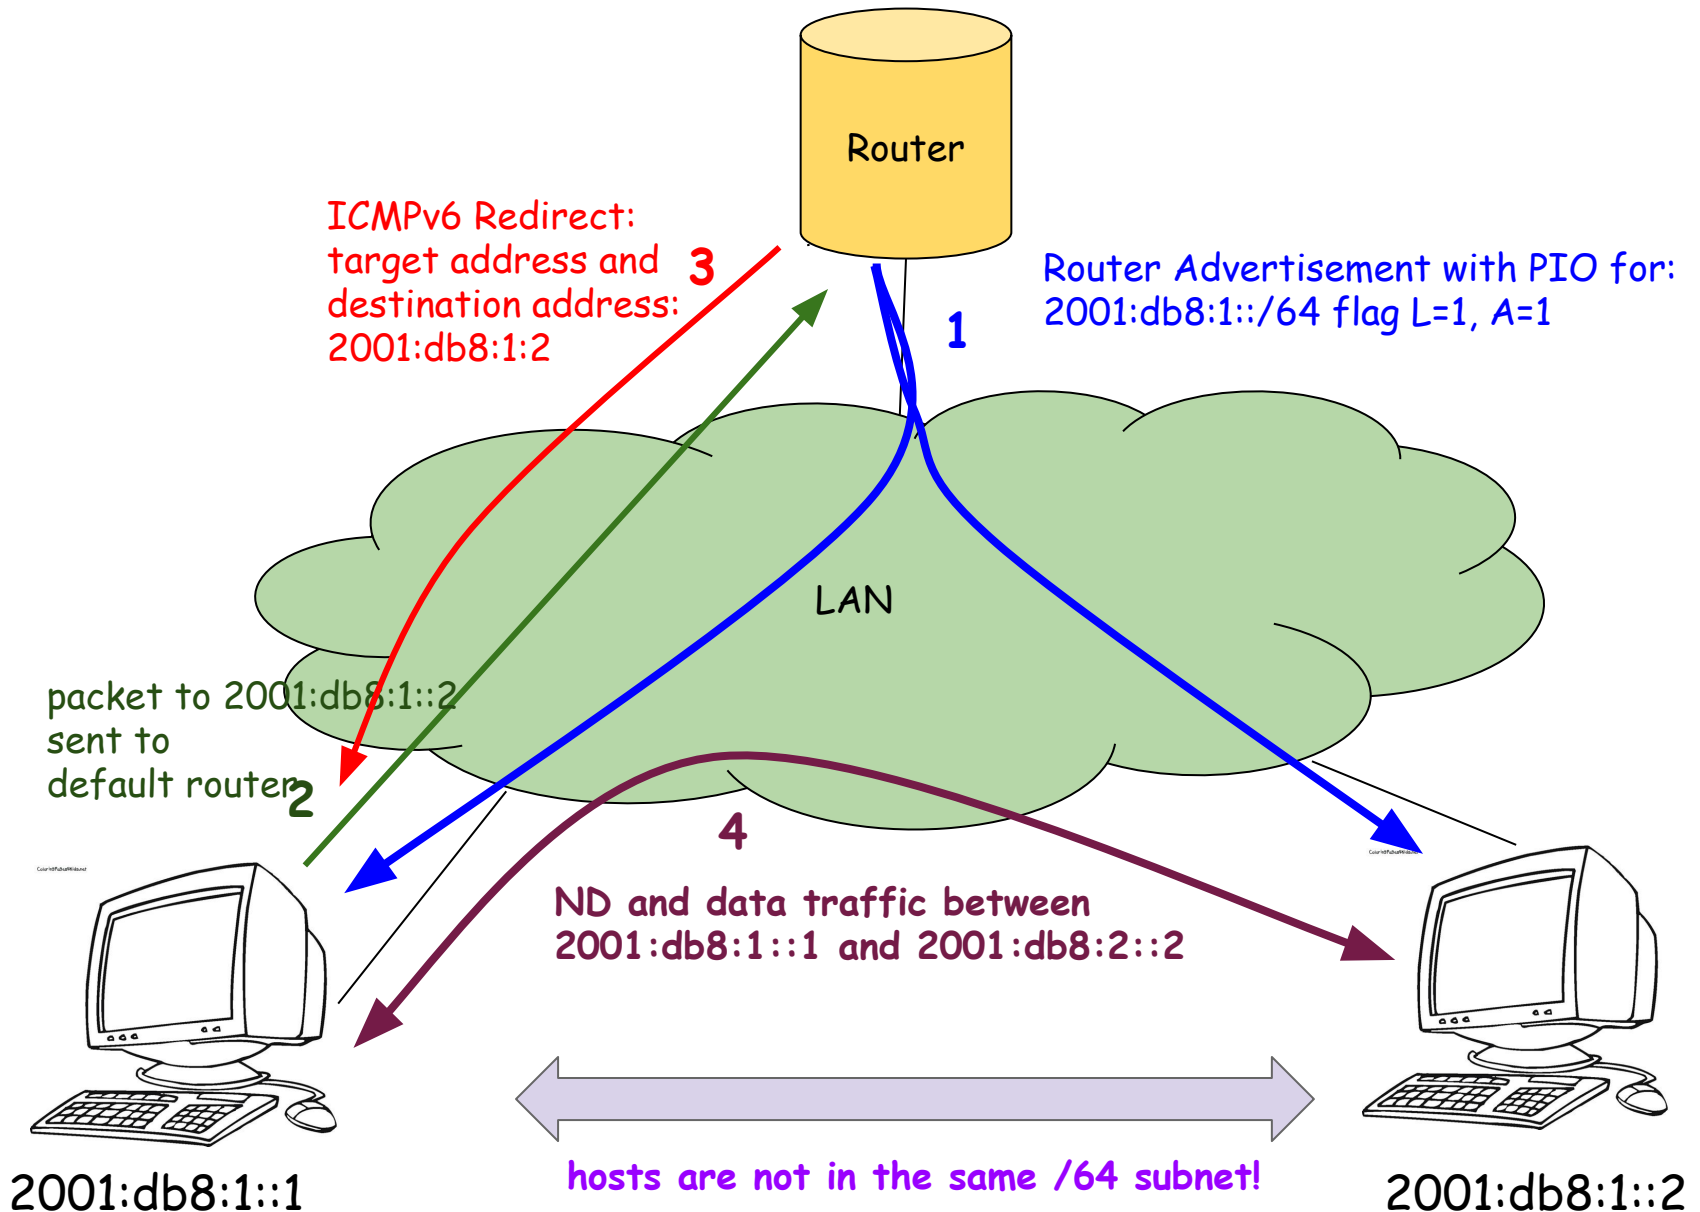 Router
ICMPv6 Redirect:
target address and
destination address:
2001:db8:1:2
3
Router Advertisement with PIO for:
2001:db8:1::/64 flag L=1, A=1
1
LAN
packet to 2001:db8:1::2
sent to
default router
2
4
ND and data traffic between
2001:db8:1::1 and 2001:db8:2::2
hosts are not in the same /64 subnet!
2001:db8:1::1
2001:db8:1::2